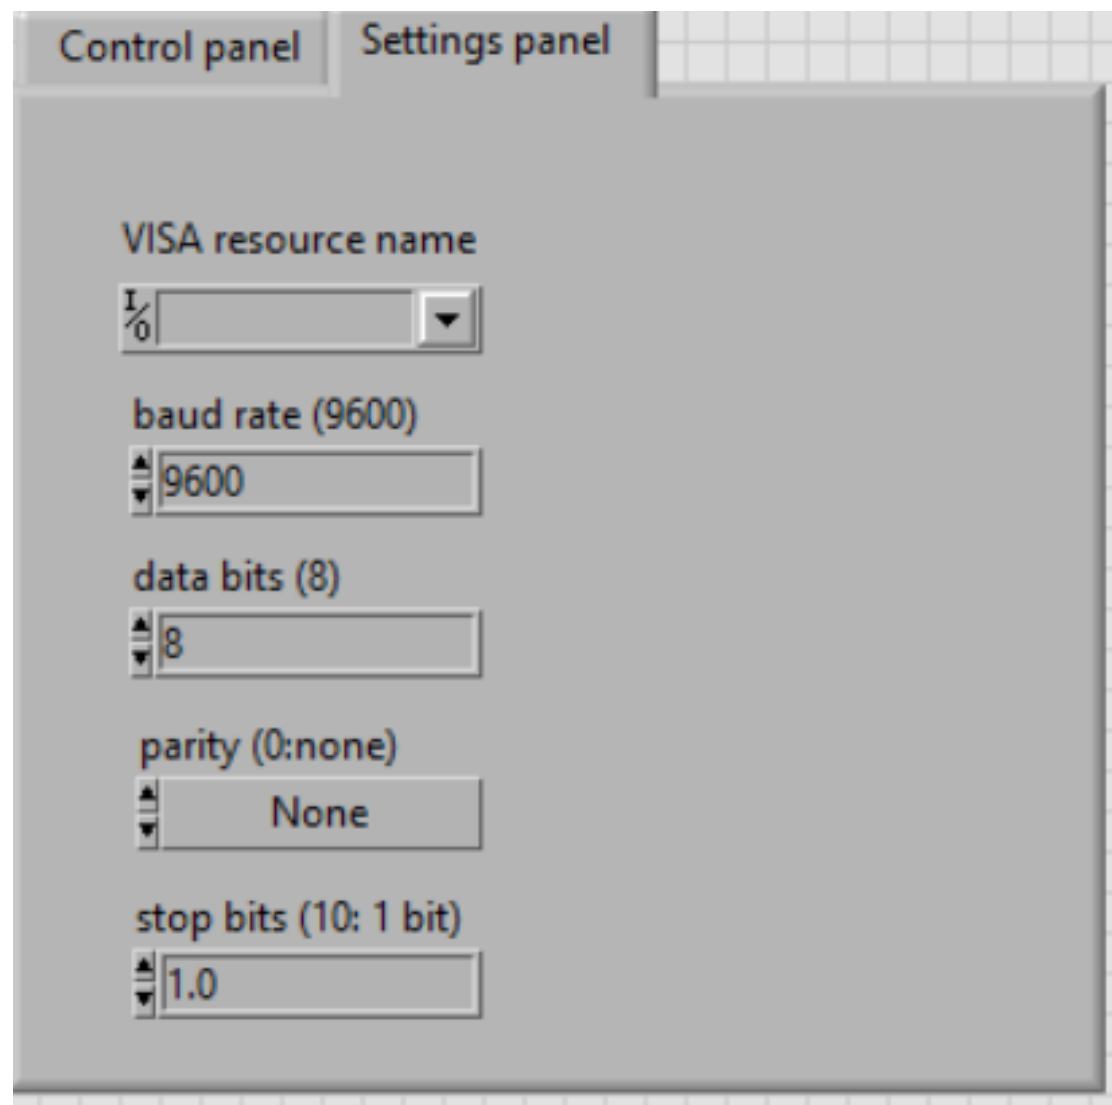 Control panel
Settings panel
VISA resource name
I/O
baud rate (9600)
9600
data bits (8)
8
parity (0:none)
None
stop bits (10: 1 bit)
1.0